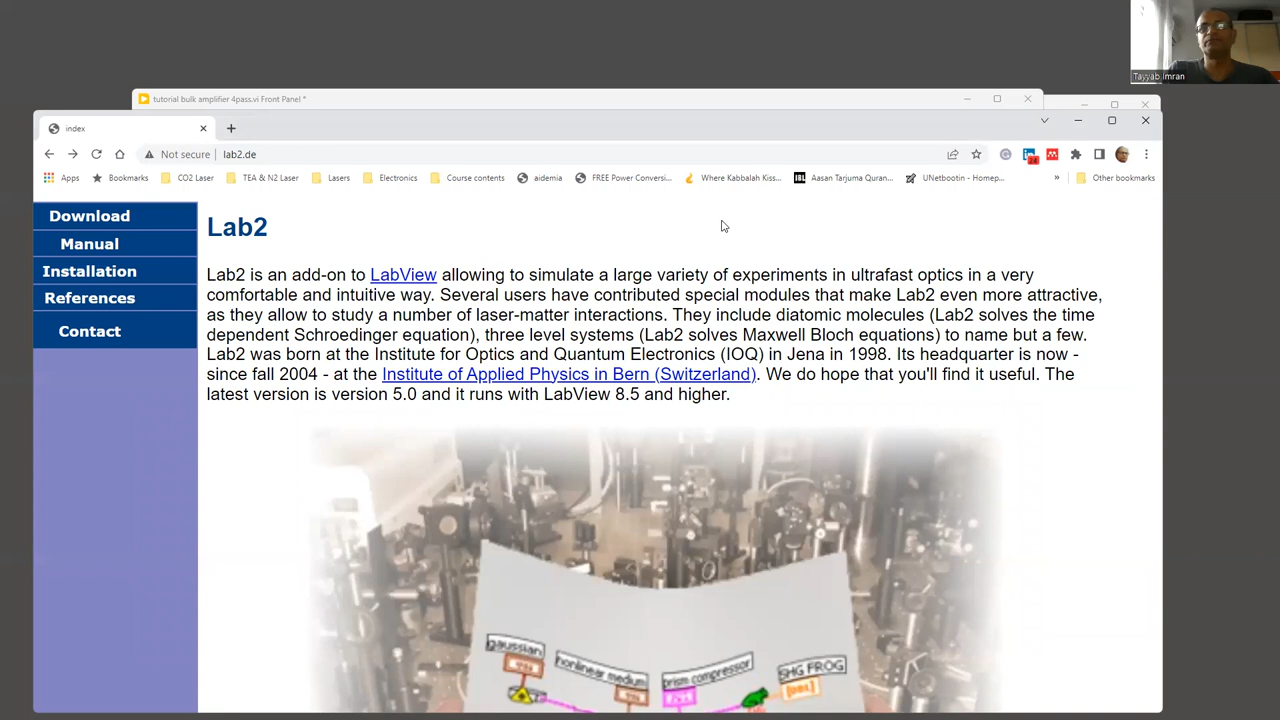 Tayyab Imran
tutorial bulk amplifier 4pass.vi Front Panel *
index
Not secure
lab2.de
24
Apps
Bookmarks
CO2 Laser
TEA & N2 Laser
Lasers
Electronics
Course contents
aidemia
FREE Power Conversi...
Where Kabbalah Kiss...
IBL
Aasan Tarjuma Quran...
UNetbootin - Homep...
»
Other bookmarks
Download
Manual
Installation
References
Contact
Lab2
Lab2 is an add-on to LabView allowing to simulate a large variety of experiments in ultrafast optics in a very
comfortable and intuitive way. Several users have contributed special modules that make Lab2 even more attractive,
as they allow to study a number of laser-matter interactions. They include diatomic molecules (Lab2 solves the time
dependent Schroedinger equation), three level systems (Lab2 solves Maxwell Bloch equations) to name but a few.
Lab2 was born at the Institute for Optics and Quantum Electronics (IOQ) in Jena in 1998. Its headquarter is now -
since fall 2004 - at the Institute of Applied Physics in Bern (Switzerland). We do hope that you'll find it useful. The
latest version is version 5.0 and it runs with LabView 8.5 and higher.
gaussian
nonlinear medium
prism compressor
SHG FROG